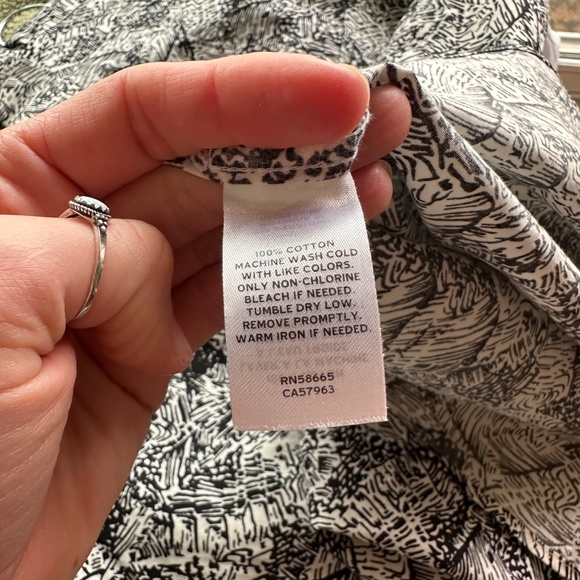 100% COTTON
MACHINE WASH COLD
WITH LIKE COLORS.
ONLY NON-CHLORINE
BLEACH IF NEEDED.
TUMBLE DRY LOW.
REMOVE PROMPTLY.
WARM IRON IF NEEDED.
RN58665
CA57963